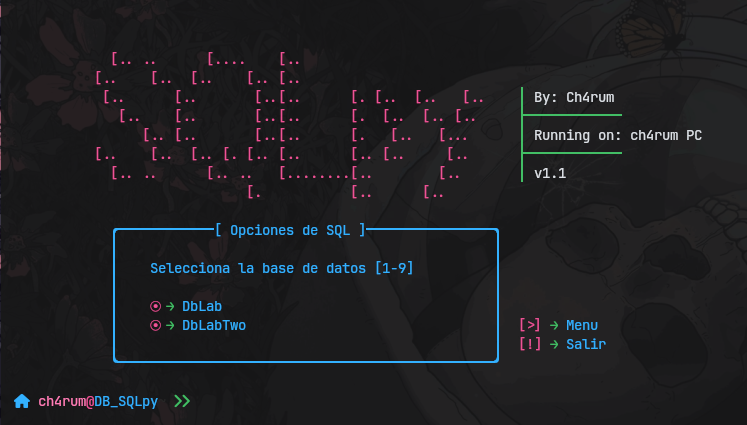 [.. ..      [....    [..
[..    [..  [..    [.. [..
[..      [..       [..[..      [. [..  [..   [..
[..    [..       [..[..      [.  [..  [.. [..
[.. [..       [..[..      [.   [..   [...
[..    [..  [.. [. [.. [..      [.. [..     [..
[.. ..      [.. ..   [........[..         [..
[.           [..      [..
By: Ch4rum
Running on: ch4rum PC
v1.1
[ Opciones de SQL ]
Selecciona la base de datos [1-9]
⦿ → DbLab
⦿ → DbLabTwo
[>] → Menu
[!] → Salir
ch4rum@DB_SQLpy >>